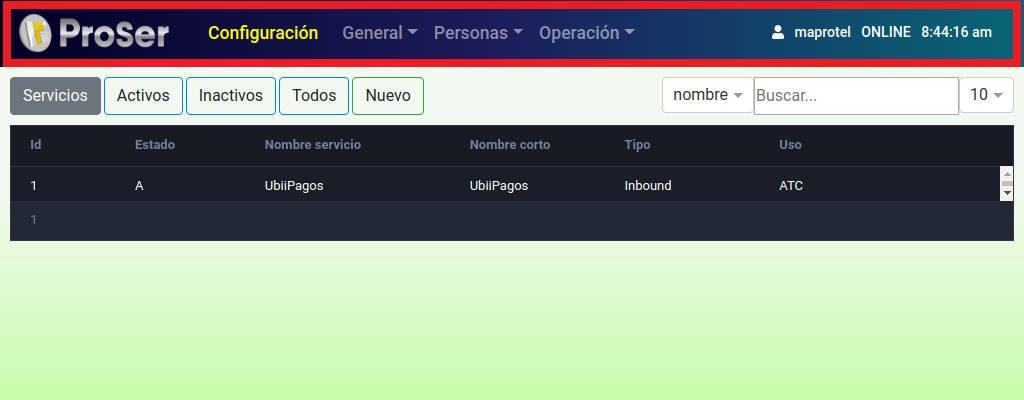 ProSer Configuración General Personas Operación maprotel ONLINE 8:44:16 am
Servicios Activos Inactivos Todos Nuevo nombre Buscar... 10
Id Estado Nombre servicio Nombre corto Tipo Uso
1 A UbiiPagos UbiiPagos Inbound ATC
1